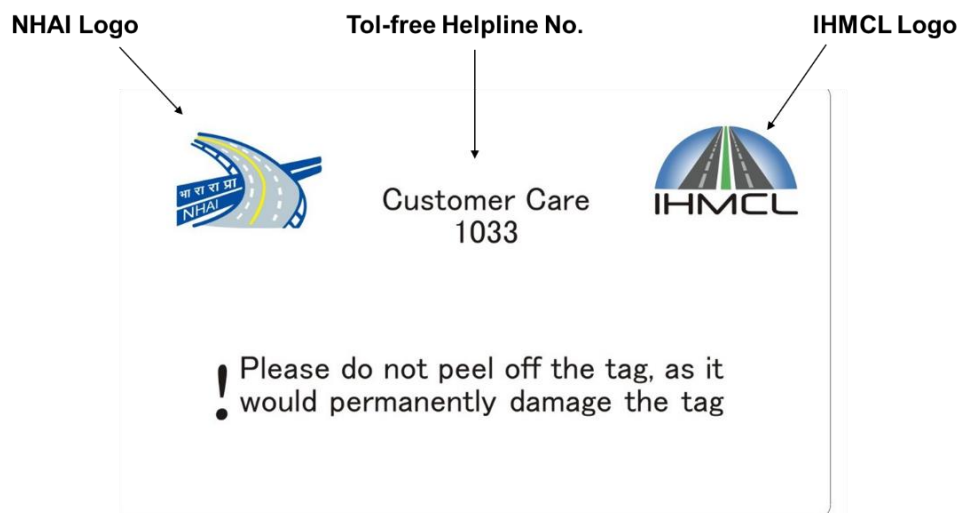 NHAI Logo
Tol-free Helpline No.
IHMCL Logo
भा रा रा प्रा
NHAI
Customer Care
1033
IHMCL
! Please do not peel off the tag, as it
would permanently damage the tag